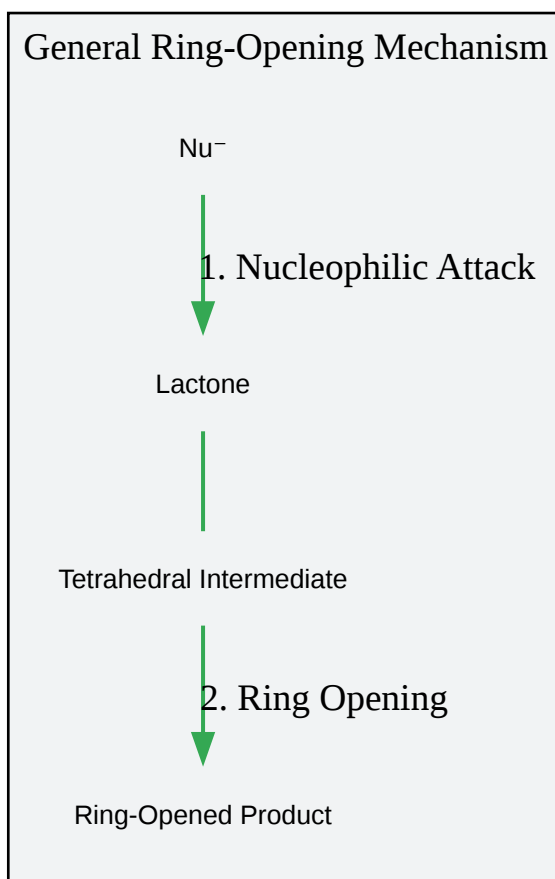 General Ring-Opening Mechanism
Nu⁻
1. Nucleophilic Attack
Lactone
Tetrahedral Intermediate
2. Ring Opening
Ring-Opened Product